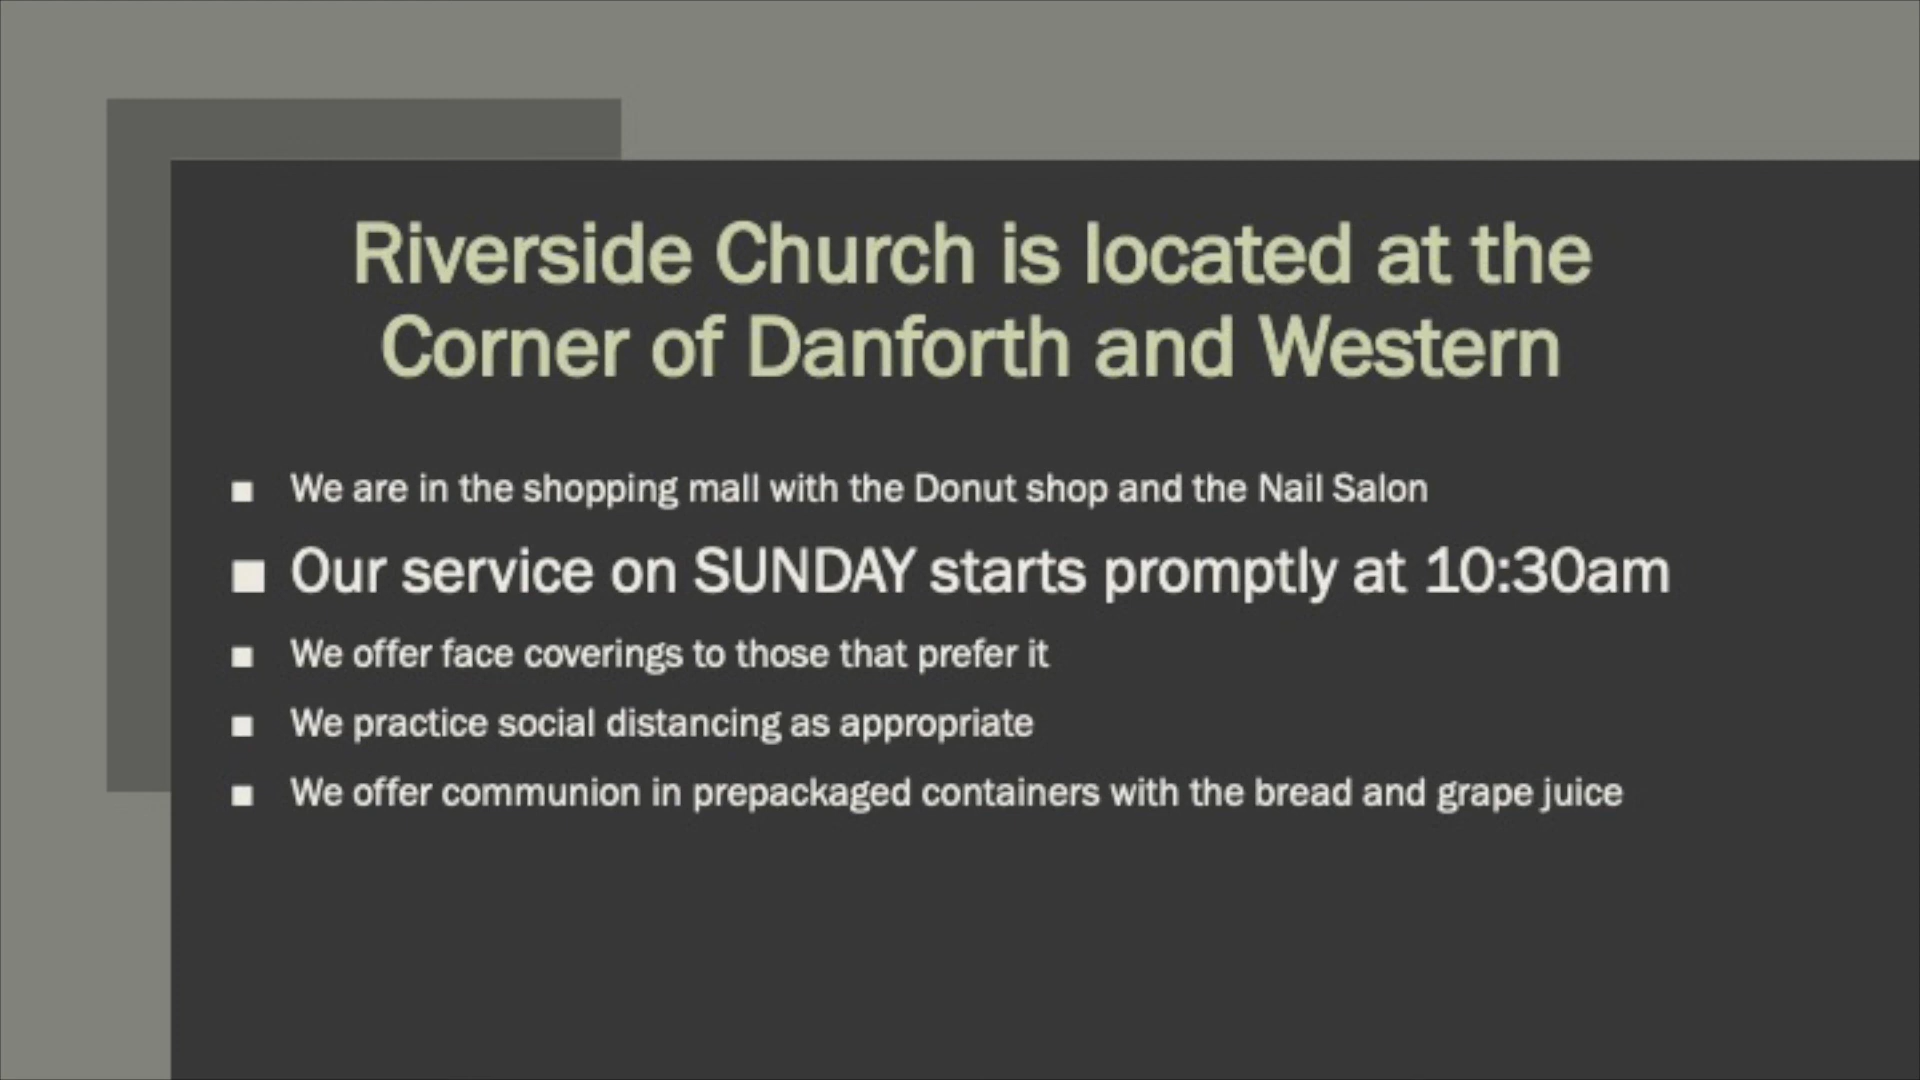 Riverside Church is located at the
Corner of Danforth and Western
■ We are in the shopping mall with the Donut shop and the Nail Salon
■ Our service on SUNDAY starts promptly at 10:30am
■ We offer face coverings to those that prefer it
■ We practice social distancing as appropriate
■ We offer communion in prepackaged containers with the bread and grape juice